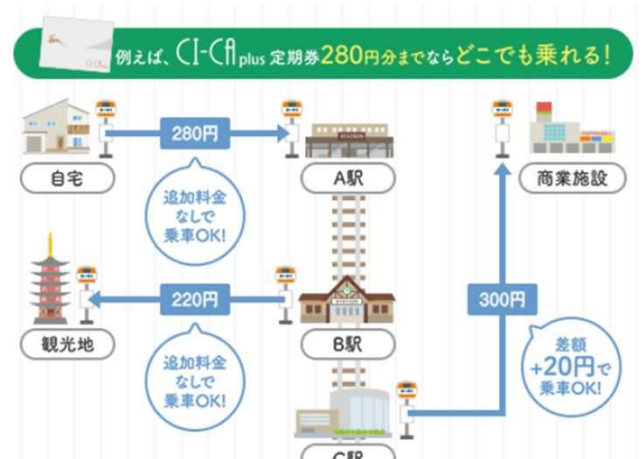 例えば、CI-CA plus 定期券280円分までならどこでも乗れる!
280円
自宅
A駅
商業施設
追加料金
なしで
乗車OK!
220円
300円
観光地
B駅
追加料金
なしで
乗車OK!
差額
+20円で
乗車OK!
C駅